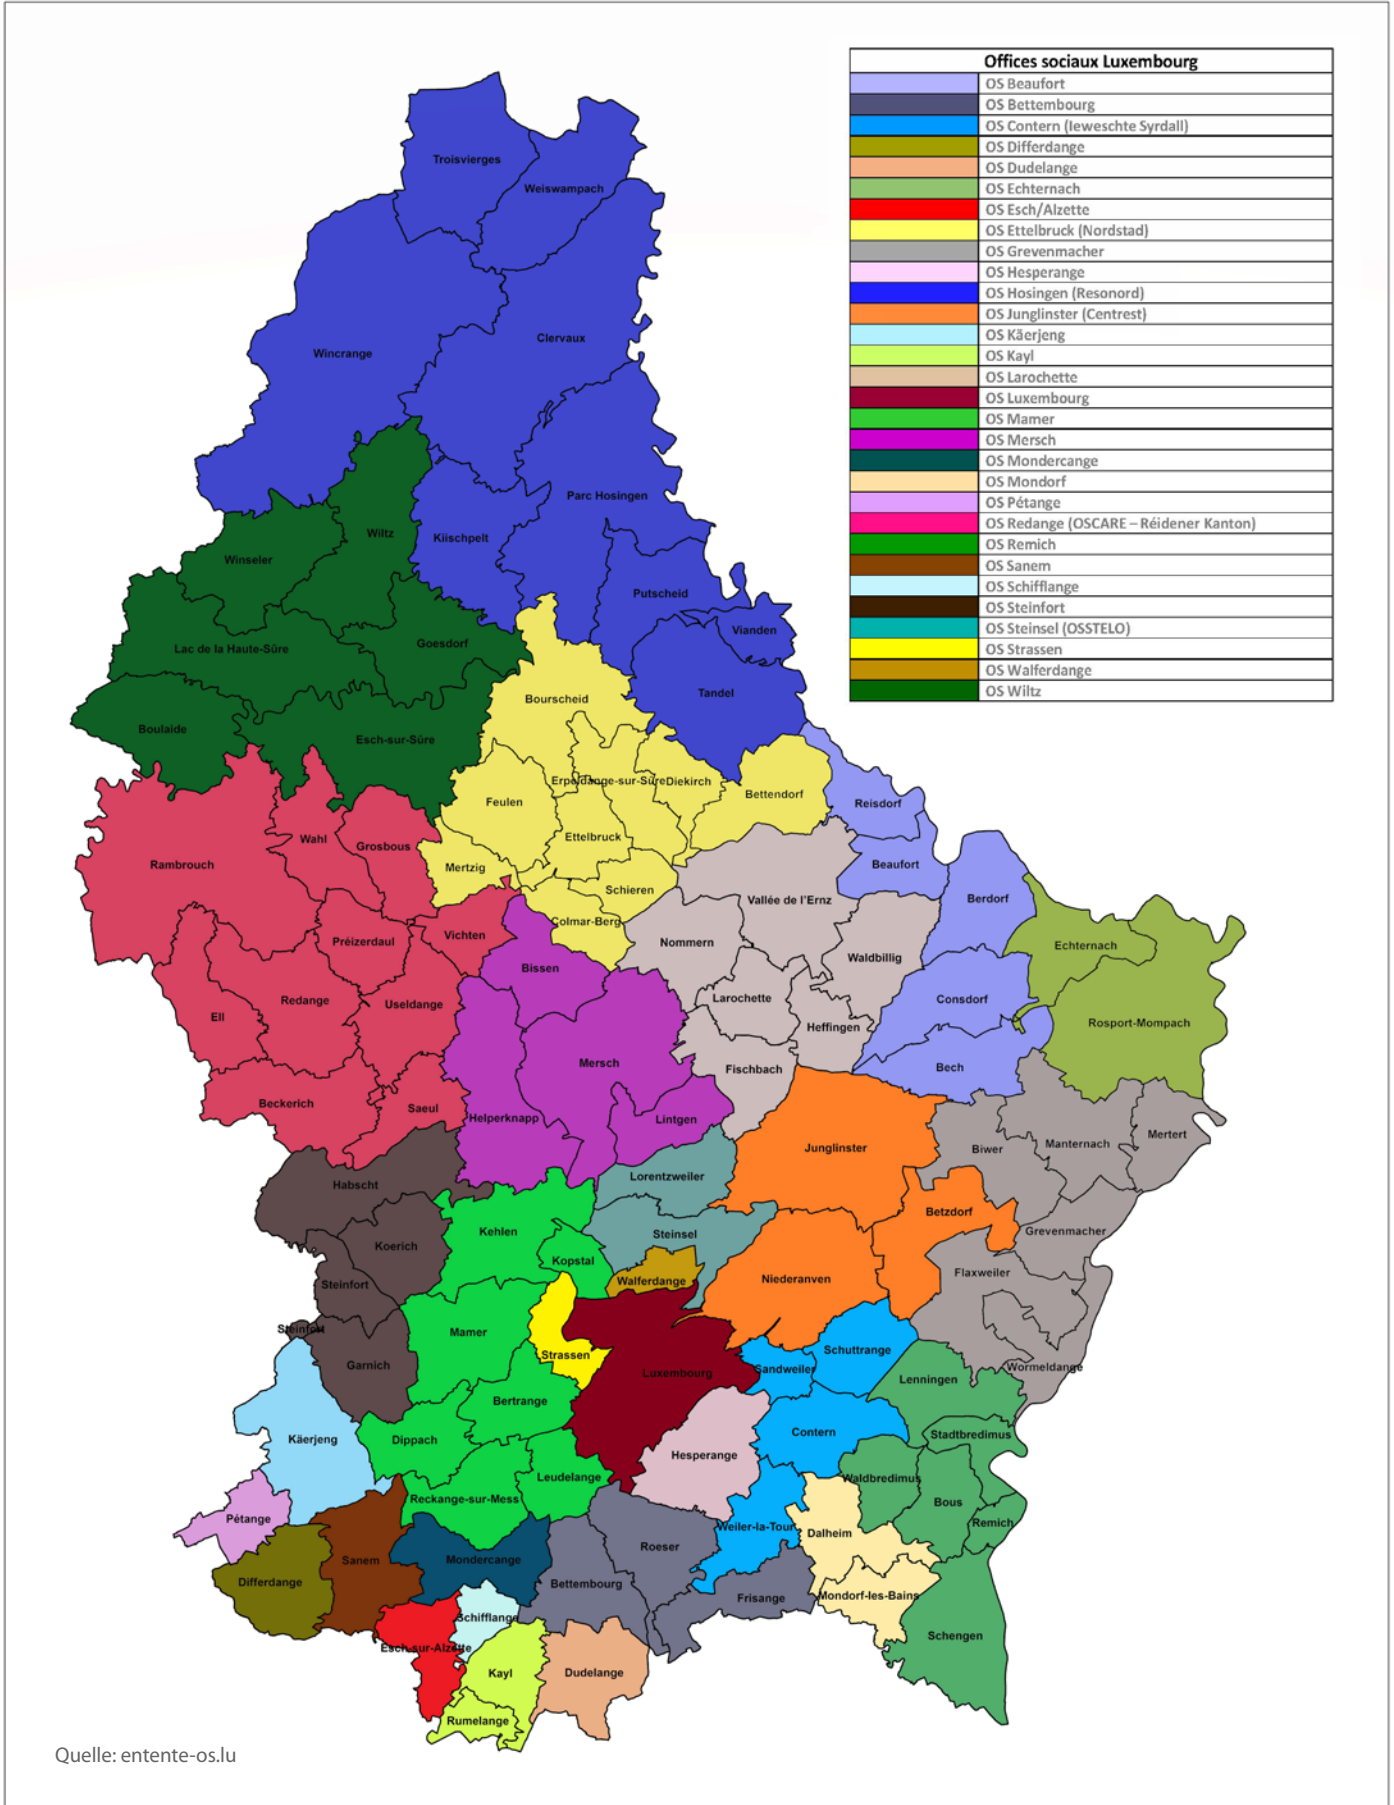 Offices sociaux Luxembourg
OS Beaufort
OS Bettembourg
OS Contern (Ieweschte Syrdall)
OS Differdange
OS Dudelange
OS Echternach
OS Esch/Alzette
OS Ettelbruck (Nordstad)
OS Grevenmacher
OS Hesperange
OS Hosingen (Resonord)
OS Junglinster (Centrest)
OS Käerjeng
OS Kayl
OS Larochette
OS Luxembourg
OS Mamer
OS Mersch
OS Mondercange
OS Mondorf
OS Pétange
OS Redange (OSCARE – Réidener Kanton)
OS Remich
OS Sanem
OS Schifflange
OS Steinfort
OS Steinsel (OSSTELO)
OS Strassen
OS Walferdange
OS Wiltz
Troisvierges
Weiswampach
Clervaux
Wincrange
Parc Hosingen
Wiltz
Kiischpelt
Winseler
Putscheid
Vianden
Goesdorf
Lac de la Haute-Sûre
Tandel
Bourscheid
Boulaide
Esch-sur-Sûre
Erpeldange-sur-Sûre
Diekirch
Bettendorf
Feulen
Reisdorf
Ettelbruck
Wahl
Grosbous
Rambrouch
Mertzig
Beaufort
Schieren
Vallée de l'Ernz
Berdorf
Colmar-Berg
Vichten
Préizerdaul
Nommern
Echternach
Waldbillig
Bissen
Larochette
Consdorf
Redange
Useldange
Ell
Heffingen
Rosport-Mompach
Mersch
Fischbach
Bech
Beckerich
Saeul
Helperknapp
Lintgen
Mertert
Manternach
Junglinster
Biwer
Lorentzweiler
Habscht
Betzdorf
Kehlen
Steinsel
Grevenmacher
Koerich
Kopstal
Flaxweiler
Walferdange
Niederanven
Steinfort
Steinfort
Mamer
Schuttrange
Strassen
Garnich
Sandweiler
Luxembourg
Wormeldange
Lenningen
Bertrange
Contern
Stadtbredimus
Käerjeng
Dippach
Hesperange
Leudelange
Waldbredimus
Reckange-sur-Mess
Bous
Pétange
Remich
Weiler-la-Tour
Dalheim
Roeser
Sanem
Mondercange
Differdange
Bettembourg
Mondorf-les-Bains
Frisange
Schifflange
Schengen
Esch-sur-Alzette
Kayl
Dudelange
Rumelange
Quelle: entente-os.lu